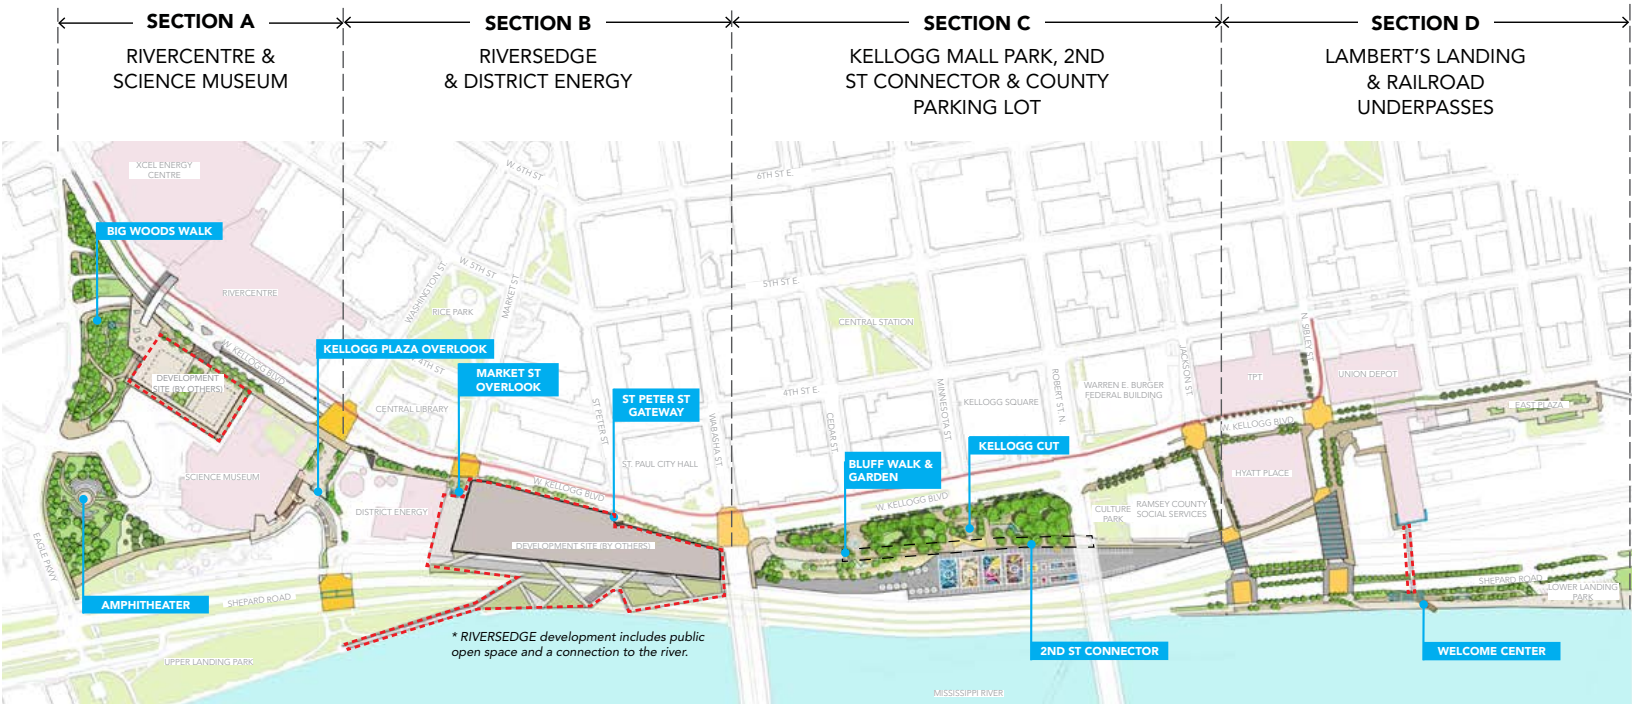 SECTION A
RIVERCENTRE &
SCIENCE MUSEUM
SECTION B
RIVERSEDGE
& DISTRICT ENERGY
SECTION C
KELLOGG MALL PARK, 2ND
ST CONNECTOR & COUNTY
PARKING LOT
SECTION D
LAMBERT'S LANDING
& RAILROAD
UNDERPASSES
XCEL ENERGY
CENTRE
BIG WOODS WALK
RIVERCENTRE
W. KELLOGG BLVD
DEVELOPMENT
SITE (BY OTHERS)
KELLOGG PLAZA OVERLOOK
SCIENCE MUSEUM
AMPHITHEATER
EAGLE PKWY
SHEPARD ROAD
UPPER LANDING PARK
W. 6TH ST
W. 5TH ST
WASHINGTON ST
MARKET ST
RICE PARK
4TH ST
MARKET ST
OVERLOOK
CENTRAL LIBRARY
ST PETER ST
GATEWAY
ST PETER ST
WABASHA ST
ST. PAUL CITY HALL
W. KELLOGG BLVD
DISTRICT ENERGY
DEVELOPMENT SITE (BY OTHERS)
* RIVERSEDGE development includes public
open space and a connection to the river.
6TH ST E.
5TH ST E.
CENTRAL STATION
4TH ST E.
CEDAR ST
MINNESOTA ST
KELLOGG SQUARE
ROBERT ST. N.
WARREN E. BURGER
FEDERAL BUILDING
JACKSON ST
KELLOGG CUT
BLUFF WALK &
GARDEN
W. KELLOGG BLVD
CULTURE
PARK
RAMSEY COUNTY
SOCIAL SERVICES
2ND ST CONNECTOR
MISSISSIPPI RIVER
N. SIBLEY ST
TPT
UNION DEPOT
EAST PLAZA
W. KELLOGG BLVD
HYATT PLACE
SHEPARD ROAD
LOWER LANDING
PARK
WELCOME CENTER